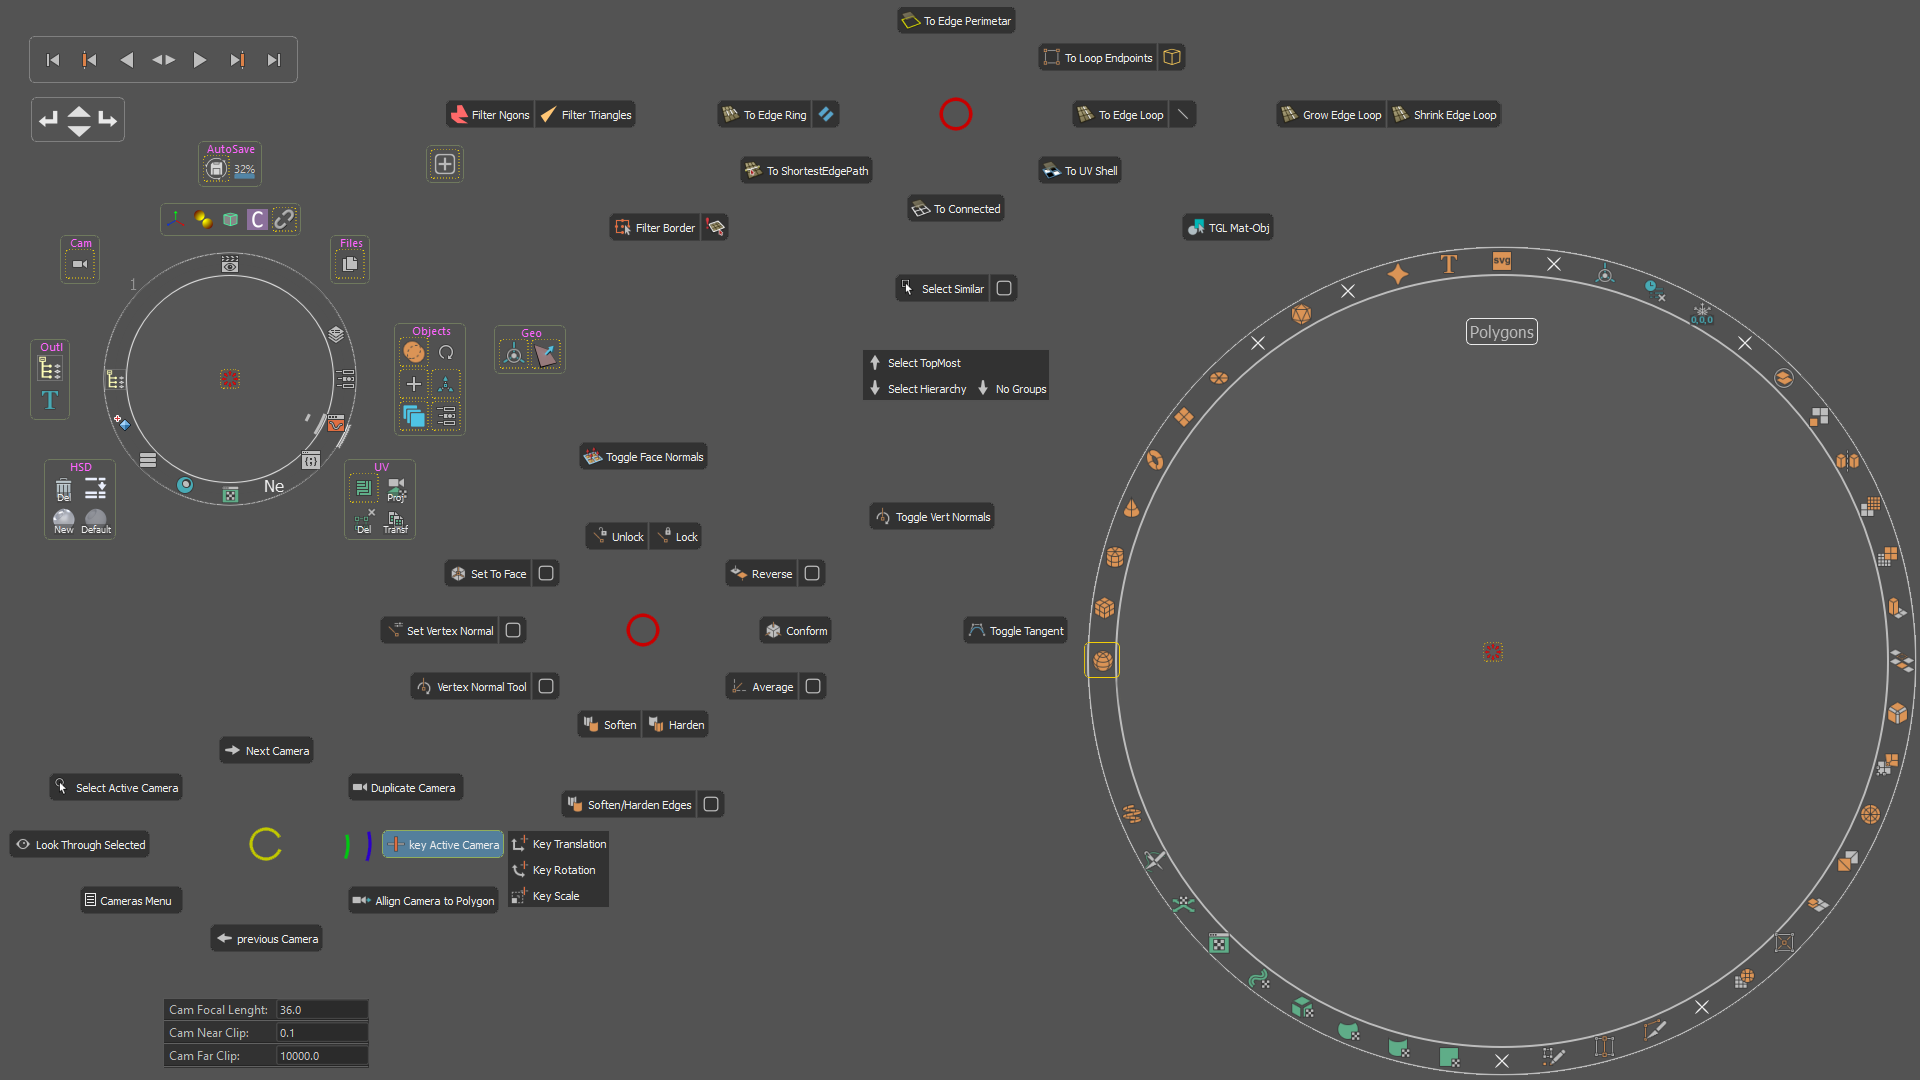 To Edge Perimetar
To Loop Endpoints
Filter Ngons
Filter Triangles
To Edge Ring
To Edge Loop
Grow Edge Loop
Shrink Edge Loop
AutoSave
32%
To ShortestEdgePath
To UV Shell
To Connected
C
Filter Border
TGL Mat-Obj
Cam
Files
1
svg
T
0,0,0
Select Similar
Polygons
Objects
Geo
Outl
T
Select TopMost
Select Hierarchy
No Groups
Toggle Face Normals
HSD
Del
New
Default
Ne
UV
Proj
Del
Transf
Toggle Vert Normals
Unlock
Lock
Set To Face
Reverse
Set Vertex Normal
Conform
Toggle Tangent
Vertex Normal Tool
Average
Soften
Harden
Next Camera
Select Active Camera
Duplicate Camera
Soften/Harden Edges
Look Through Selected
key Active Camera
Key Translation
Key Rotation
Key Scale
Cameras Menu
Allign Camera to Polygon
previous Camera
Cam Focal Lenght: 36.0
Cam Near Clip: 0.1
Cam Far Clip: 10000.0